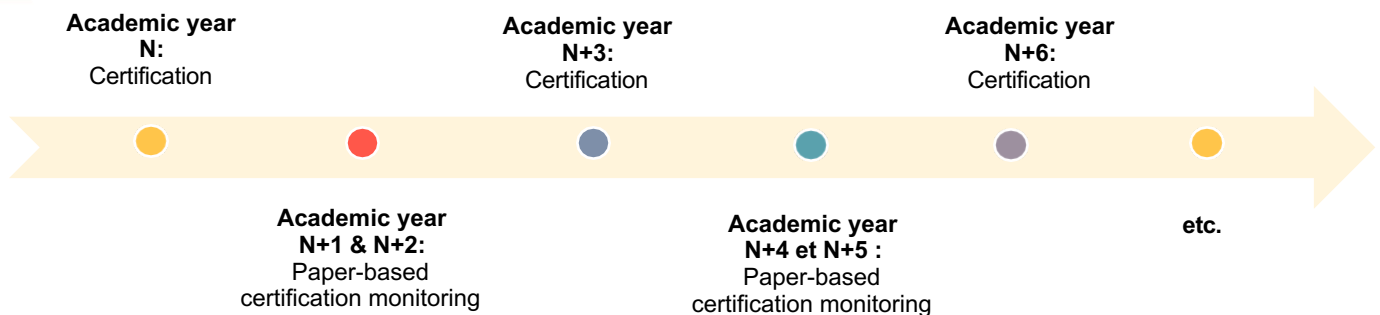 Academic year
N:
Certification
Academic year
N+3:
Certification
Academic year
N+6:
Certification
Academic year
N+1 & N+2:
Paper-based
certification monitoring
Academic year
N+4 et N+5 :
Paper-based
certification monitoring
etc.